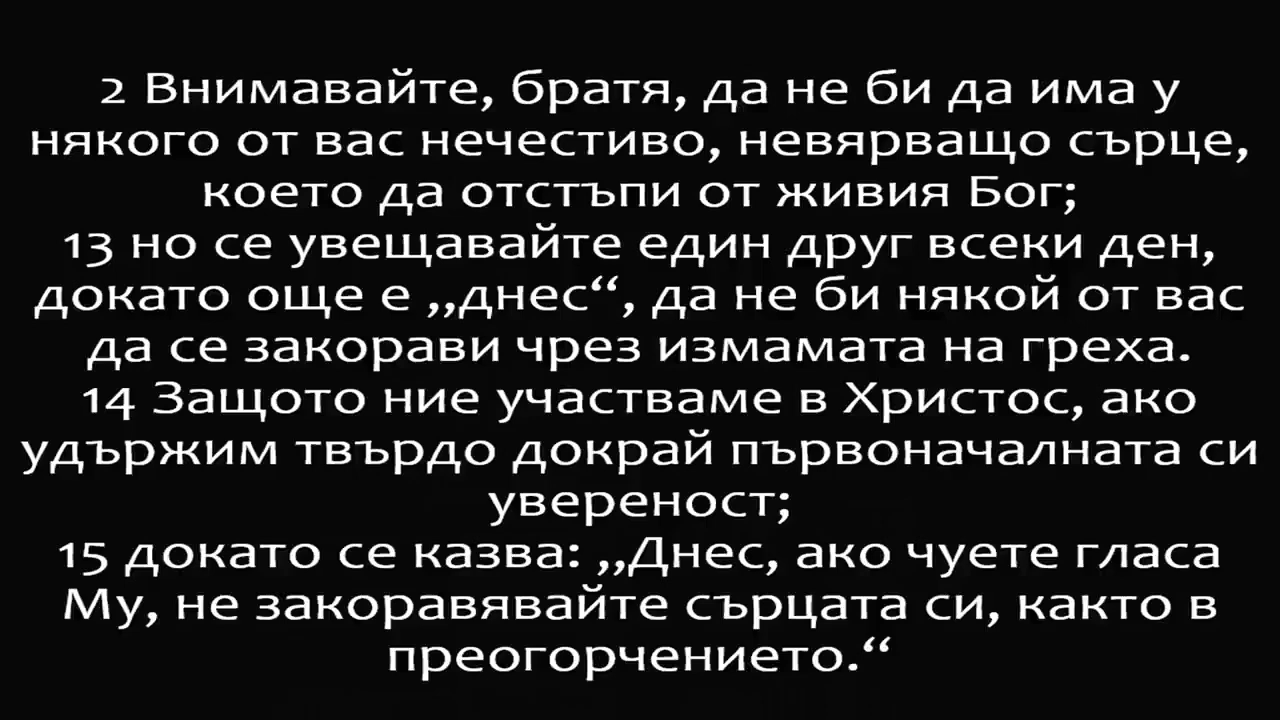 2 Внимавайте, братя, да не би да има у
някого от вас нечестиво, невярващо сърце,
което да отстъпи от живия Бог;
13 но се увещавайте един друг всеки ден,
докато още е ,,днес“, да не би някой от вас
да се закорави чрез измамата на греха.
14 Защото ние участваме в Христос, ако
удържим твърдо докрай първоначалната си
увереност;
15 докато се казва: ,,Днес, ако чуете гласа
Му, не закоравявайте сърцата си, както в
преогорчението.“